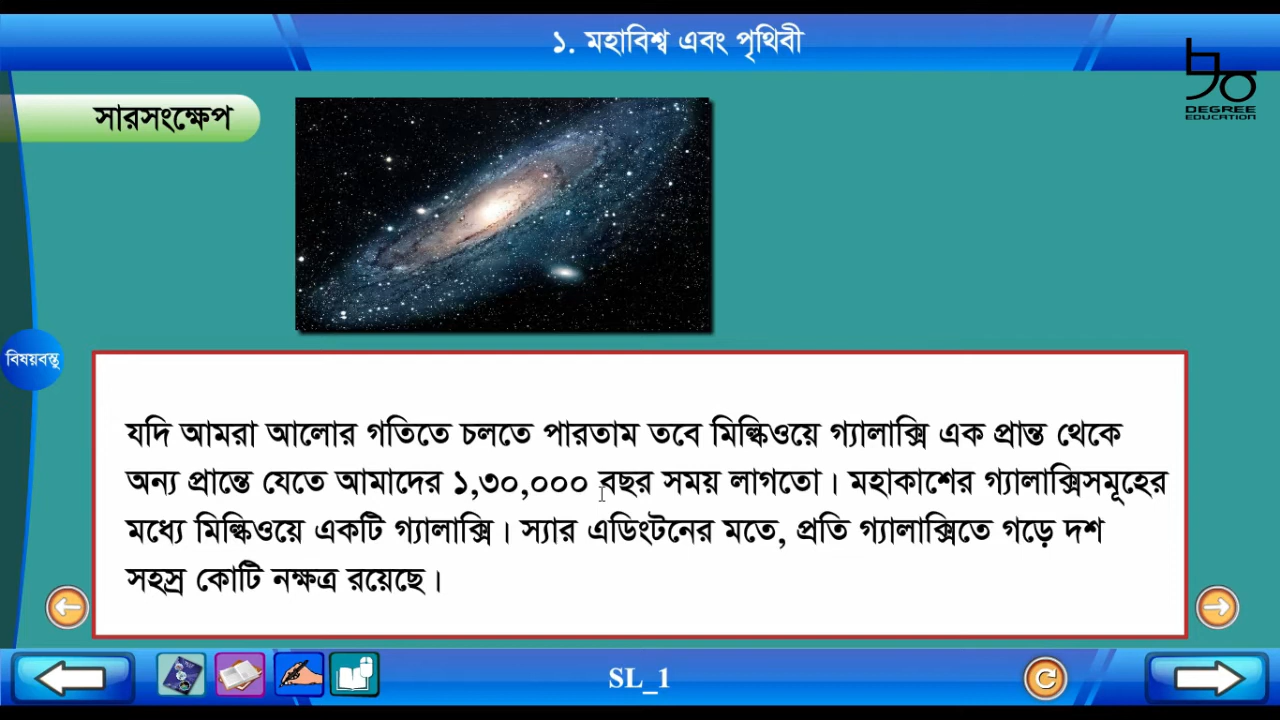 ১. মহাবিশ্ব এবং পৃথিবী
১০
DEGREE
EDUCATION
সারসংক্ষেপ
বিষয়বস্তু
যদি আমরা আলোর গতিতে চলতে পারতাম তবে মিল্কিওয়ে গ্যালাক্সি এক প্রান্ত থেকে
অন্য প্রান্তে যেতে আমাদের ১,৩০,০০০ বছর সময় লাগতো। মহাকাশের গ্যালাক্সিসমূহের
মধ্যে মিল্কিওয়ে একটি গ্যালাক্সি। স্যার এডিংটনের মতে, প্রতি গ্যালাক্সিতে গড়ে দশ
সহস্র কোটি নক্ষত্র রয়েছে।
SL_1